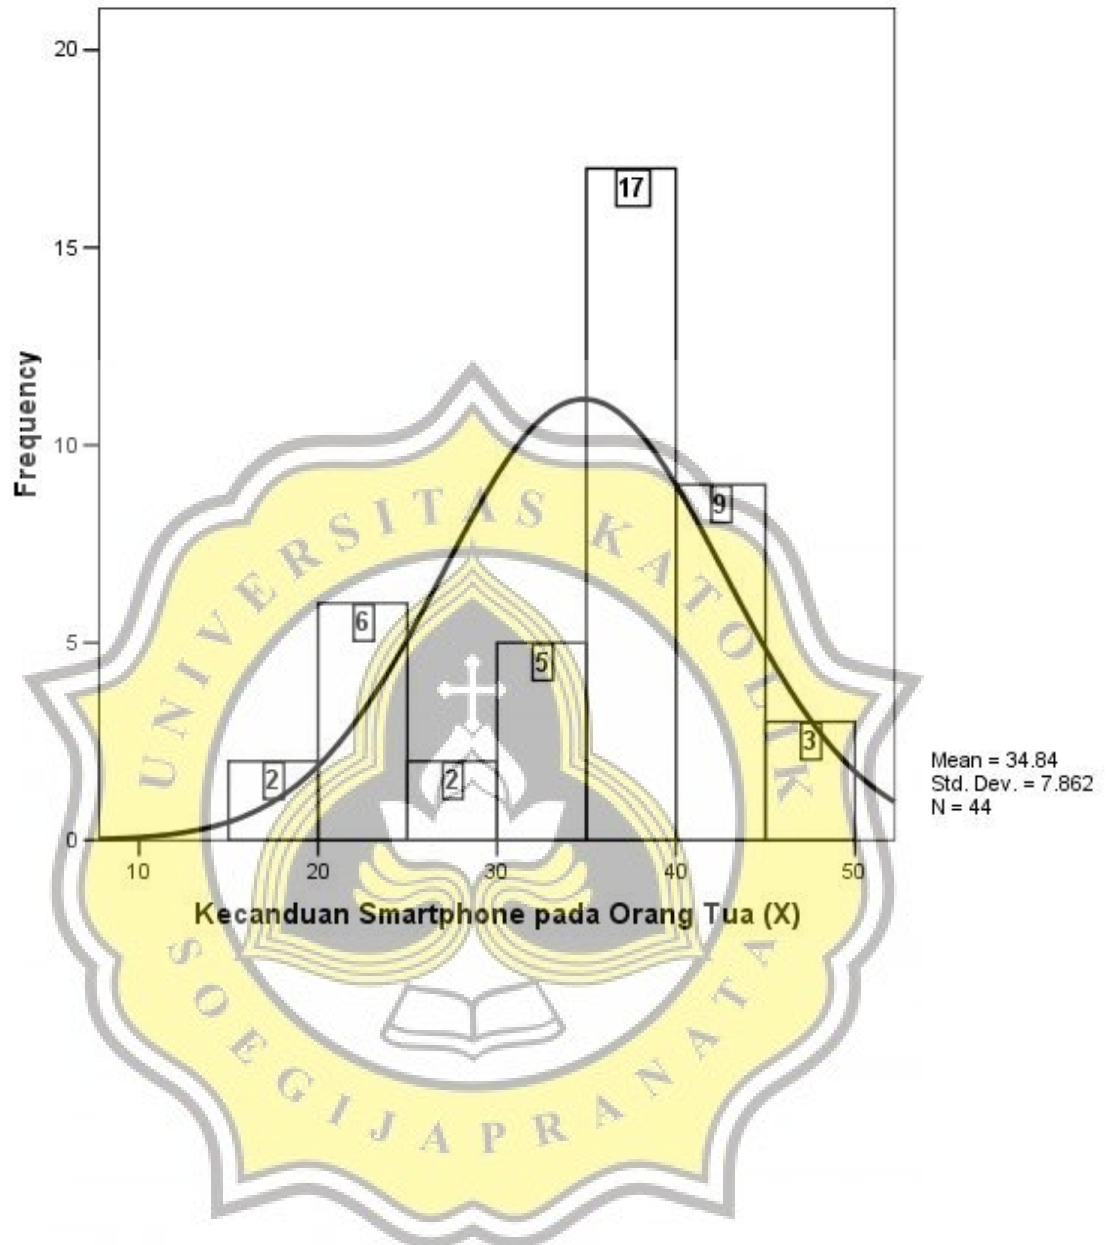 20
15
10
5
0
Frequency
2
6
2
5
17
9
3
10 20 30 40 50
Kecanduan Smartphone pada Orang Tua (X)
Mean = 34.84
Std. Dev. = 7.862
N = 44
UNIVERSITAS KATOLIK
SOEGIJAPRANATA